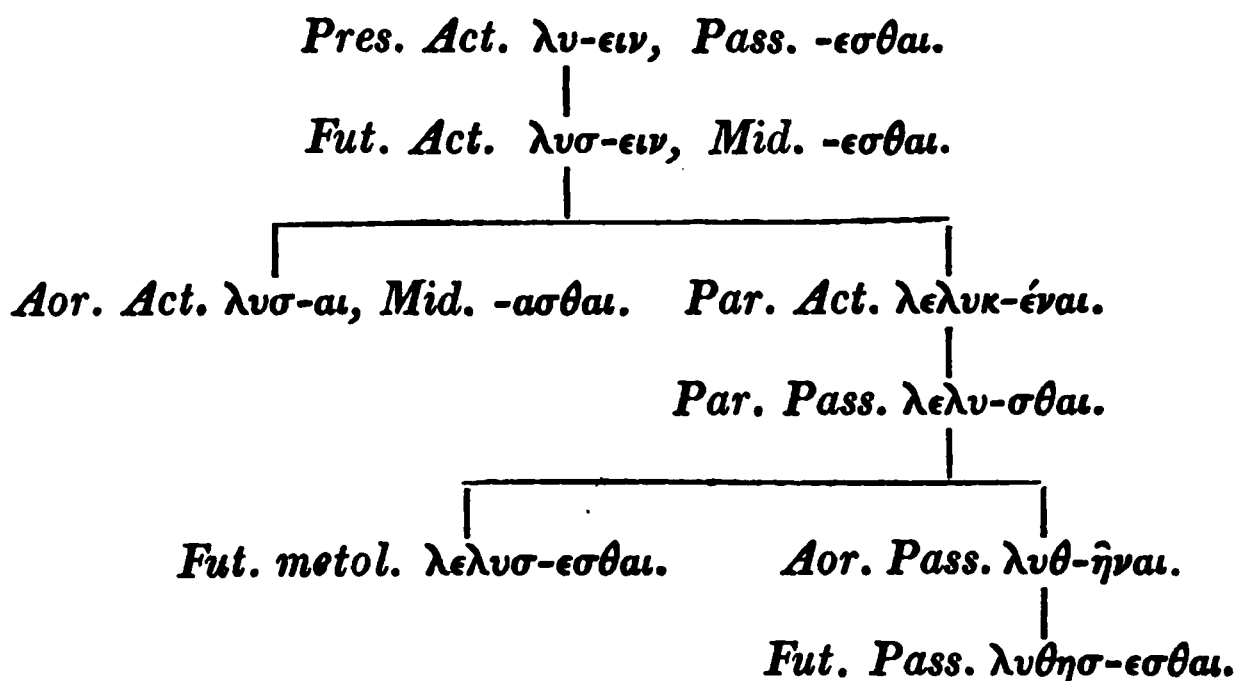 Pres. Act. λυ-ειν, Pass. -εσθαι.
Fut. Act. λυσ-ειν, Mid. -εσθαι.
Aor. Act. λυσ-αι, Mid. -ασθαι. Par. Act. λελυκ-έναι.
Par. Pass. λελυ-σθαι.
Fut. metol. λελυσ-εσθαι. Aor. Pass. λυθ-ῆναι.
Fut. Pass. λυθησ-εσθαι.